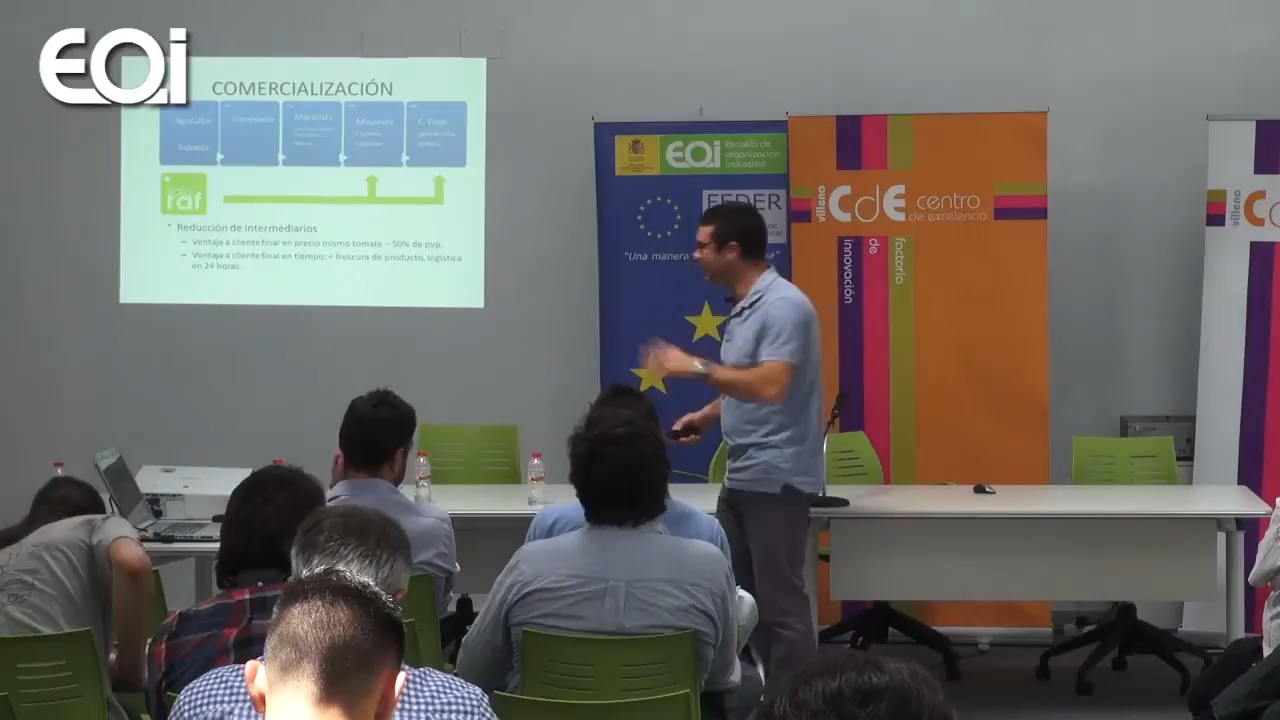 EOi
COMERCIALIZACIÓN
Agricultor
Subasta
Mayorista
Minorista
C. Final
raf
• Reducción de intermediarios
– Ventaja a cliente final en precio mismo tomate – 50% de pvp.
– Ventaja a cliente final en tiempo; + frescura de producto, logística
en 24 horas.
EOi
Escuela de
organización
industrial
FEDER
"Una manera
villena
CdE centro
de excelencia
innovación
de
factoría
villena